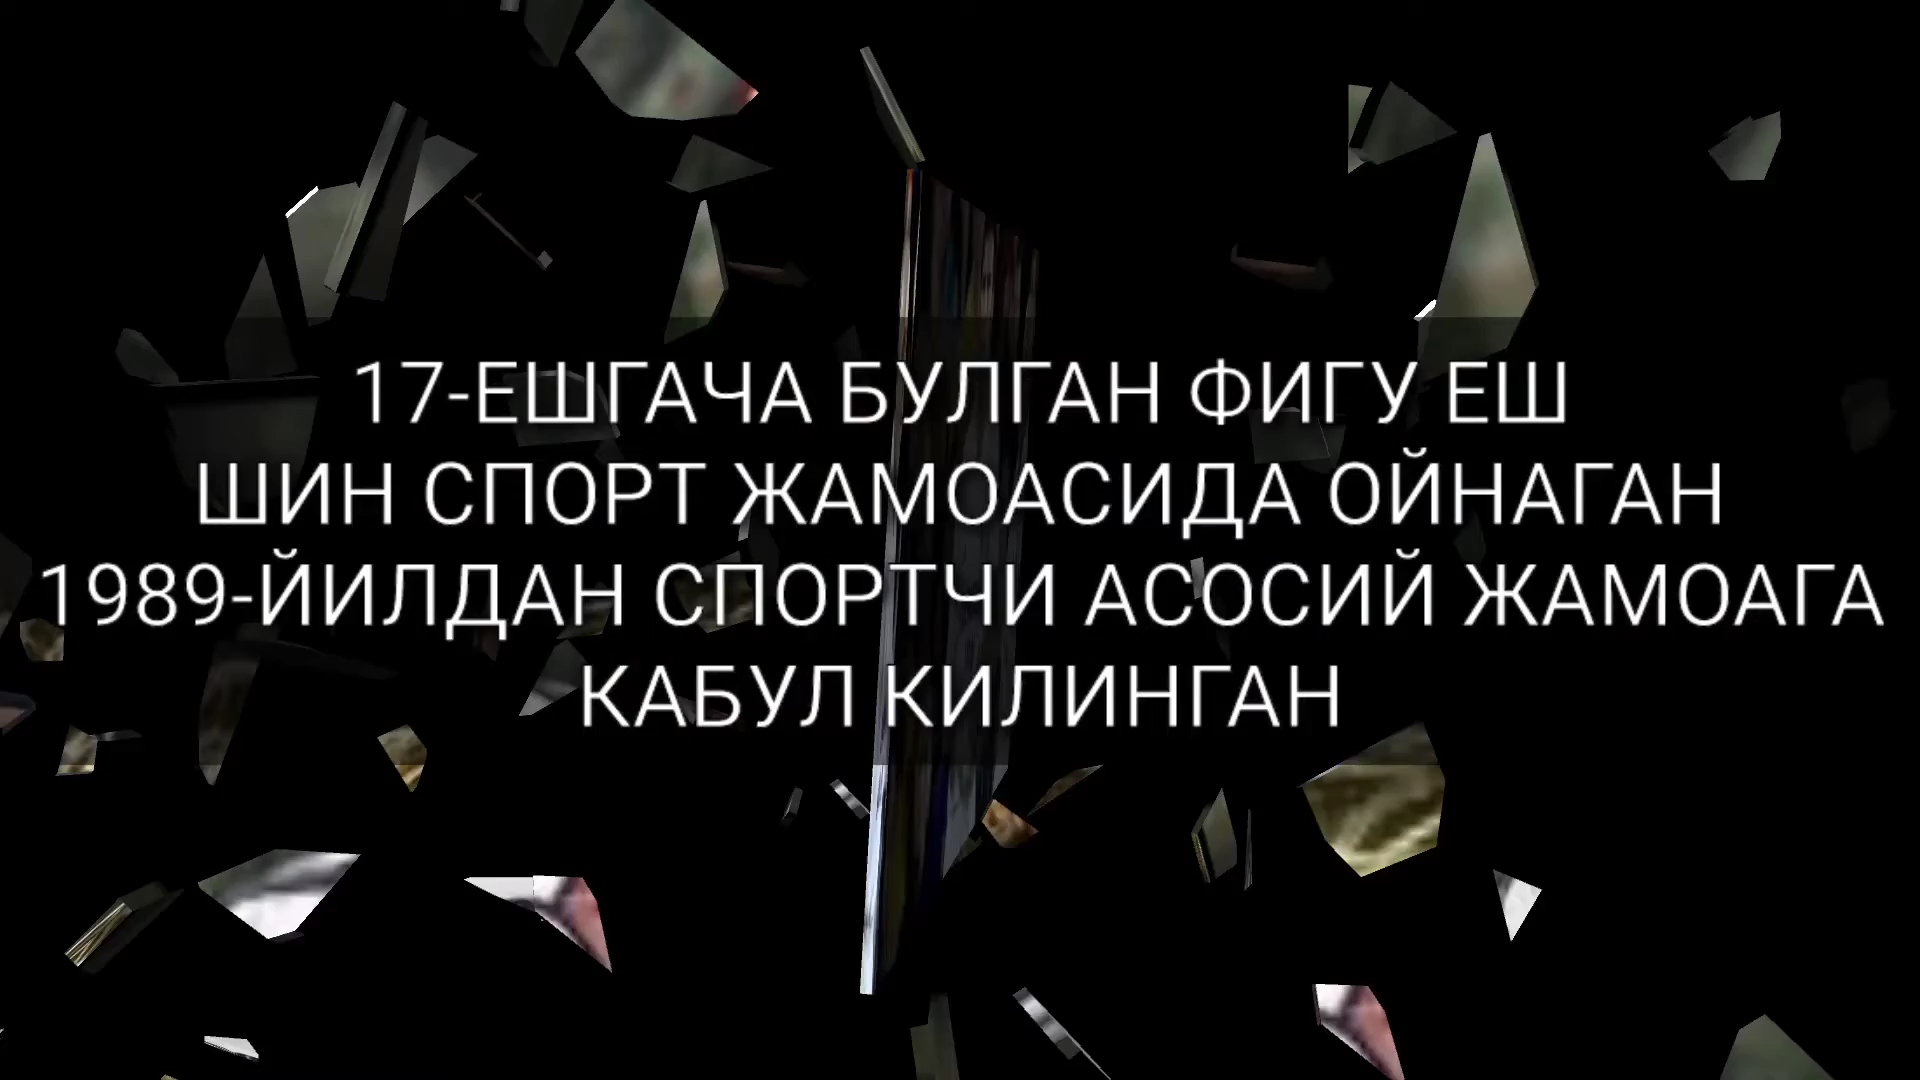 17-ЕШГАЧА БУЛГАН ФИГУ ЕШ
ШИН СПОРТ ЖАМОАСИДА ОЙНАГАН
1989-ЙИЛДАН СПОРТЧИ АСОСИЙ ЖАМОАГА
КАБУЛ КИЛИНГАН